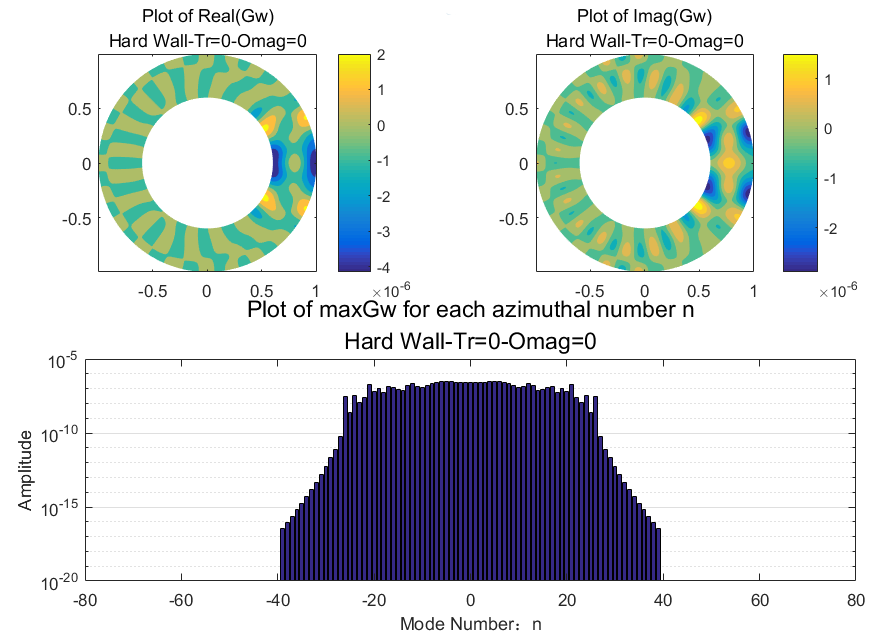 Plot of Real(Gw)
Hard Wall-Tr=0-Omag=0
Plot of Imag(Gw)
Hard Wall-Tr=0-Omag=0
0.5
0
-0.5
-0.5 0 0.5 1
2
1
0
-1
-2
-3
-4
×10-6
0.5
0
-0.5
-0.5 0 0.5 1
1
0
-1
-2
×10-6
Plot of maxGw for each azimuthal number n
Hard Wall-Tr=0-Omag=0
Amplitude
10-5
10-10
10-15
10-20
-80 -60 -40 -20 0 20 40 60 80
Mode Number：n